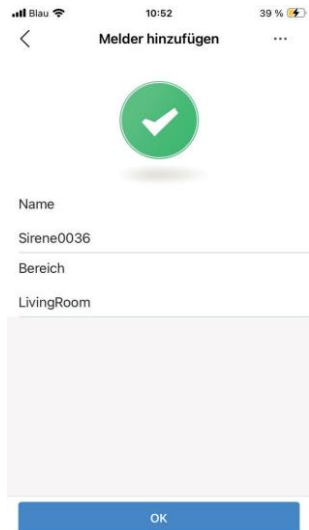 Blau 10:52 39 %
Melder hinzufügen ...
Name
Sirene0036
Bereich
LivingRoom
OK